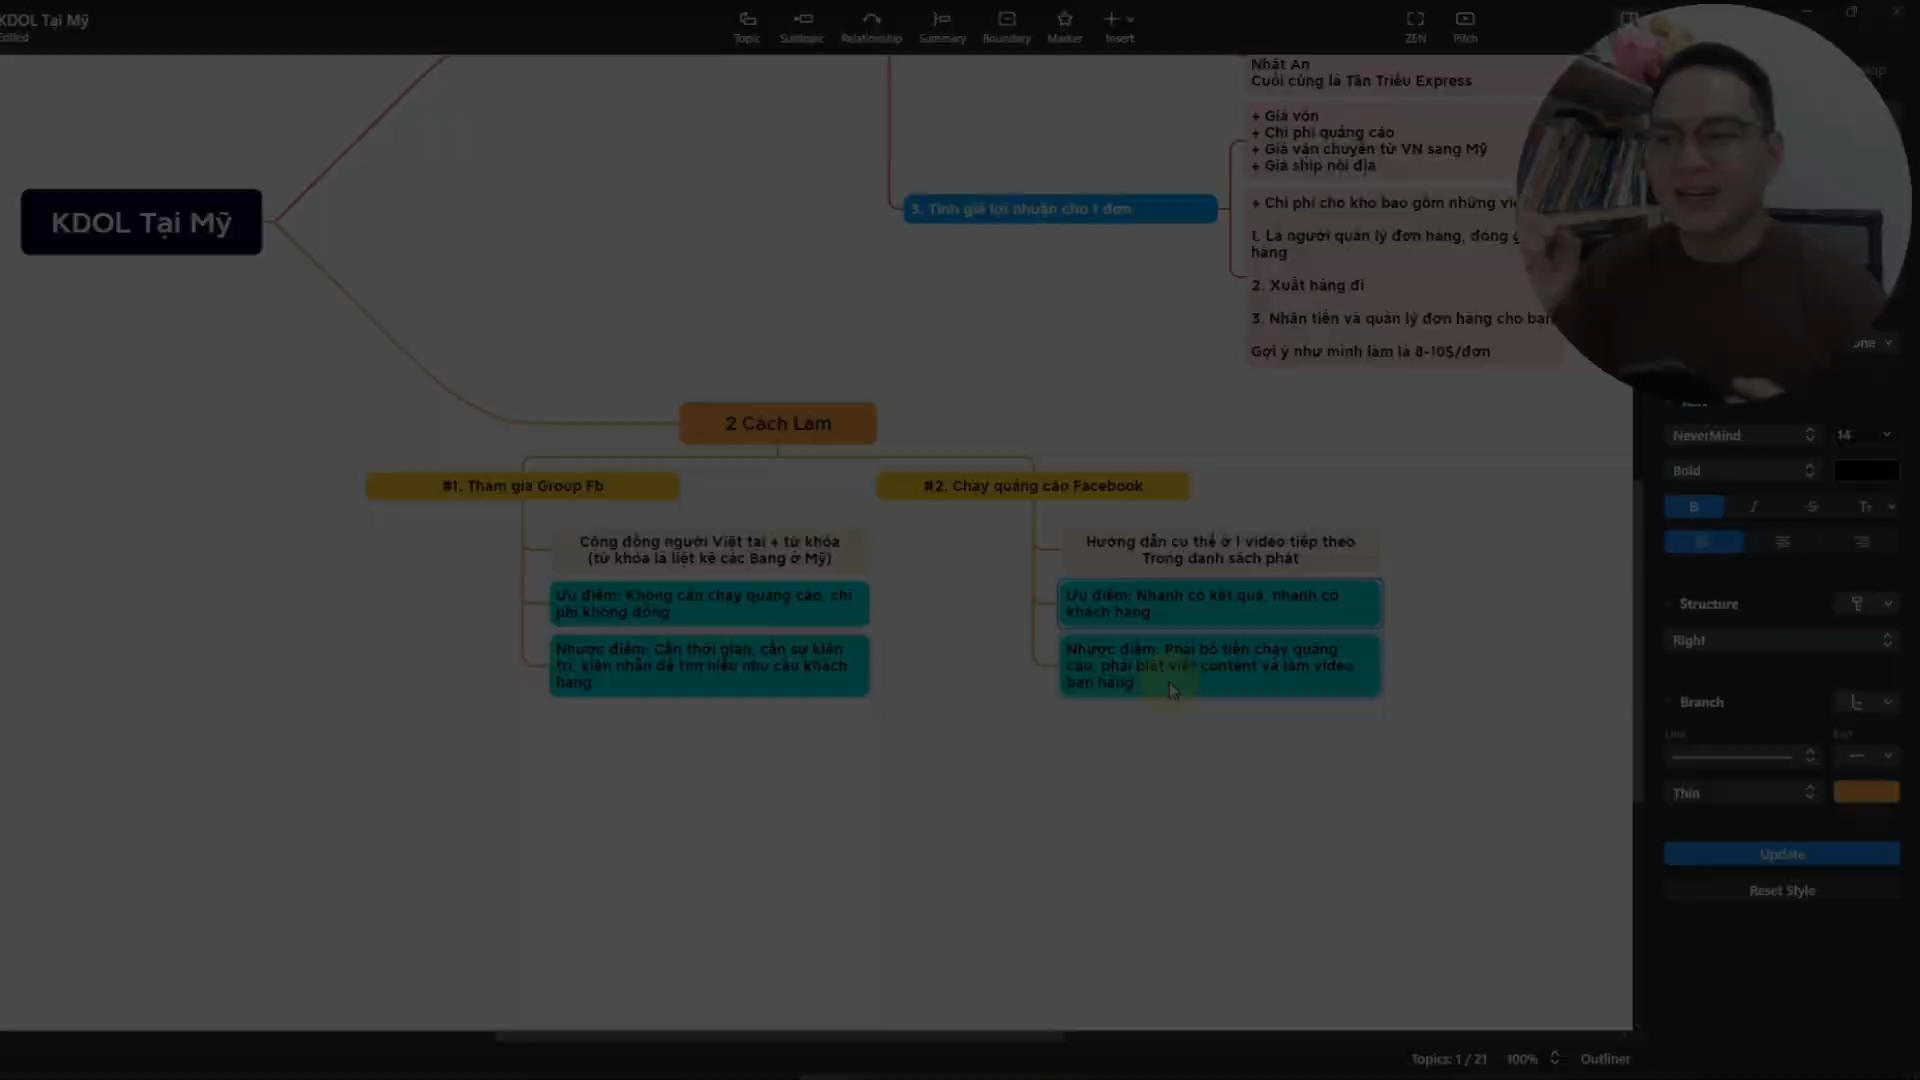 KDOL Tại Mỹ
Edited
Topic
Subtopic
Relationship
Summary
Boundary
Marker
Insert
ZEN
Pitch
Nhật An
Cuối cùng là Tân Triều Express
+ Giá vốn
+ Chi phí quảng cáo
+ Giá vận chuyển từ VN sang Mỹ
+ Giá ship nội địa
3. Tính giá lợi nhuận cho 1 đơn
+ Chi phí cho kho bao gồm những
1. Là người quản lý đơn hàng, đóng
hàng
2. Xuất hàng đi
3. Nhận tiền và quản lý đơn hàng cho bạn
Gợi ý như mình làm là 8-10$/đơn
KDOL Tại Mỹ
2 Cách Làm
#1. Tham gia Group Fb
#2. Chạy quảng cáo Facebook
Cộng đồng người Việt tại + từ khóa
(từ khóa là liệt kê các Bang ở Mỹ)
Ưu điểm: Không cần chạy quảng cáo, chi
phí không đồng
Nhược điểm: Cần thời gian, cần sự kiên
trì, kiên nhẫn để tìm hiểu nhu cầu khách
hàng
Hướng dẫn cụ thể ở 1 video tiếp theo
Trong danh sách phát
Ưu điểm: Nhanh có kết quả, nhanh có
khách hàng
Nhược điểm: Phải bỏ tiền chạy quảng
cáo, phải biết viết content và làm video
bán hàng
NeverMind
14
Bold
B
I
S
Tт
Structure
Right
Branch
Line
End
Thin
Update
Reset Style
Topics: 1 / 21
100%
Outliner